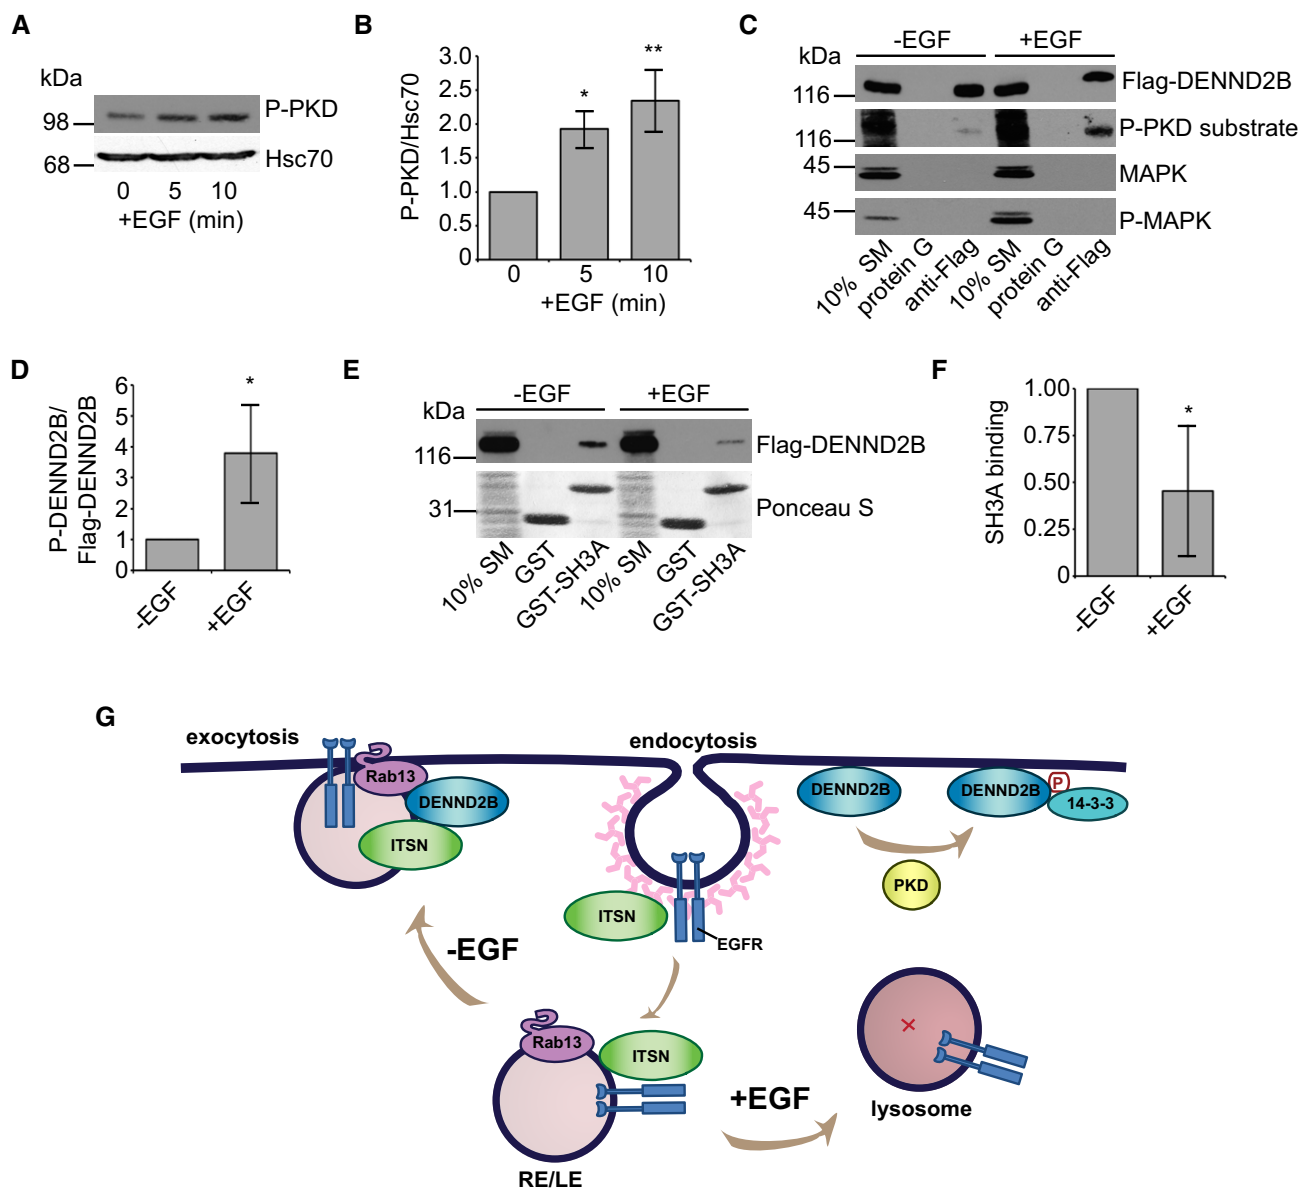 A
kDa
98
68
P-PKD
Hsc70
0 5 10
+EGF (min)
B
P-PKD/Hsc70
3.0
2.5
2.0
1.5
1.0
0.5
0
*
**
0 5 10
+EGF (min)
C
-EGF +EGF
kDa
116
Flag-DENND2B
116
P-PKD substrate
45
MAPK
45
P-MAPK
10% SM
protein G
anti-Flag
10% SM
protein G
anti-Flag
D
P-DENND2B/
Flag-DENND2B
6
5
4
3
2
1
0
*
-EGF
+EGF
E
-EGF +EGF
kDa
116
Flag-DENND2B
31
Ponceau S
10% SM
GST
GST-SH3A
10% SM
GST
GST-SH3A
F
SH3A binding
1.00
0.75
0.50
0.25
0
*
-EGF
+EGF
G
exocytosis
endocytosis
Rab13
DENND2B
ITSN
ITSN
EGFR
DENND2B
DENND2B
P
14-3-3
PKD
-EGF
Rab13
ITSN
+EGF
RE/LE
lysosome